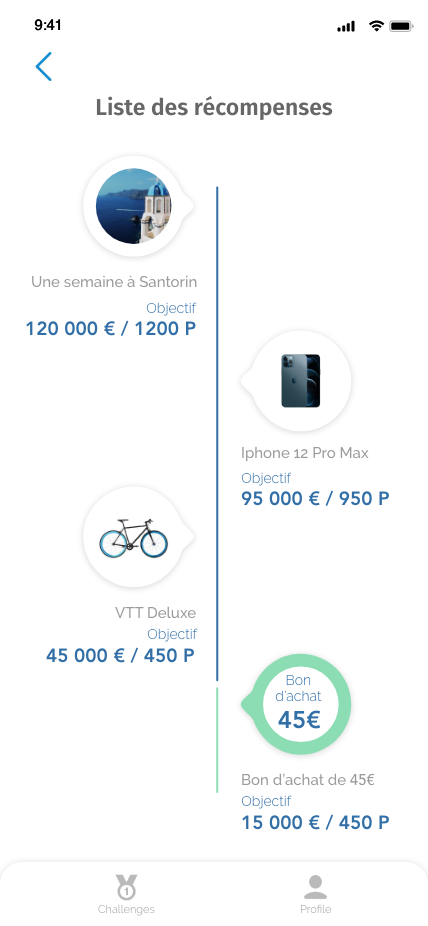 9:41
Liste des récompenses
Une semaine à Santorin
Objectif
120 000 € / 1200 P
Iphone 12 Pro Max
Objectif
95 000 € / 950 P
VTT Deluxe
Objectif
45 000 € / 450 P
Bon
d'achat
45€
Bon d'achat de 45€
Objectif
15 000 € / 450 P
1
Challenges
Profile